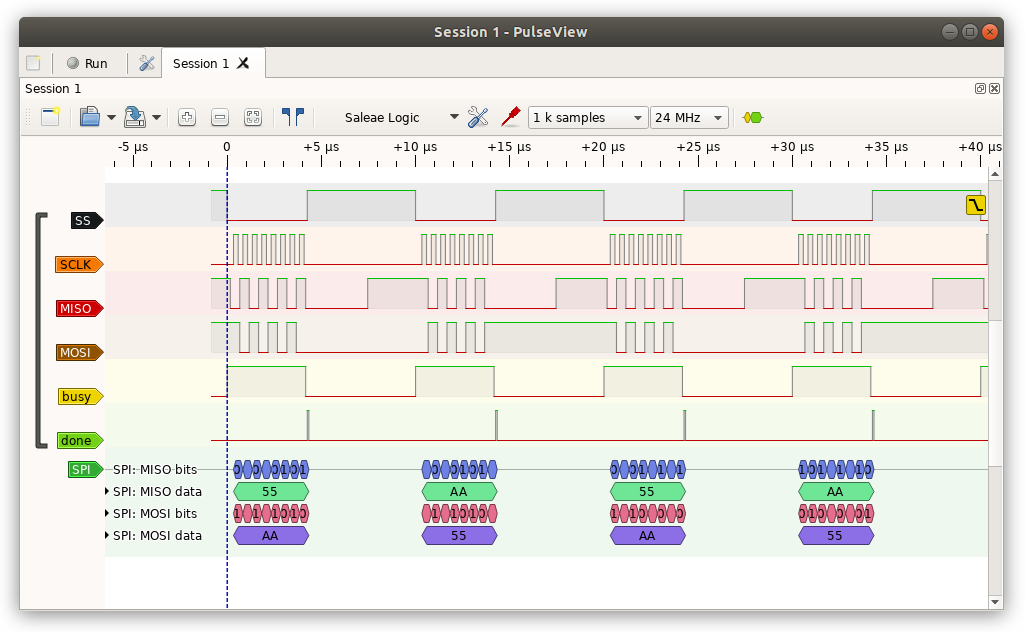 Session 1 - PulseView
Run
Session 1
Session 1
Saleae Logic
1 k samples
24 MHz
-5 µs 0 +5 µs +10 µs +15 µs +20 µs +25 µs +30 µs +35 µs +40 µs
SS
SCLK
MISO
MOSI
busy
done
SPI
SPI: MISO bits
SPI: MISO data 55 AA 55 AA
SPI: MOSI bits
SPI: MOSI data AA 55 AA 55